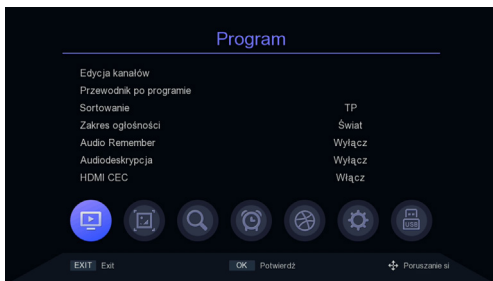 Program
Edycja kanałów
Przewodnik po programie
Sortowanie TP
Zakres ogłośności Świat
Audio Remember Wyłącz
Audiodeskrypcja Wyłącz
HDMI CEC Włącz
USB
EXIT Exit OK Potwierdź Poruszanie si